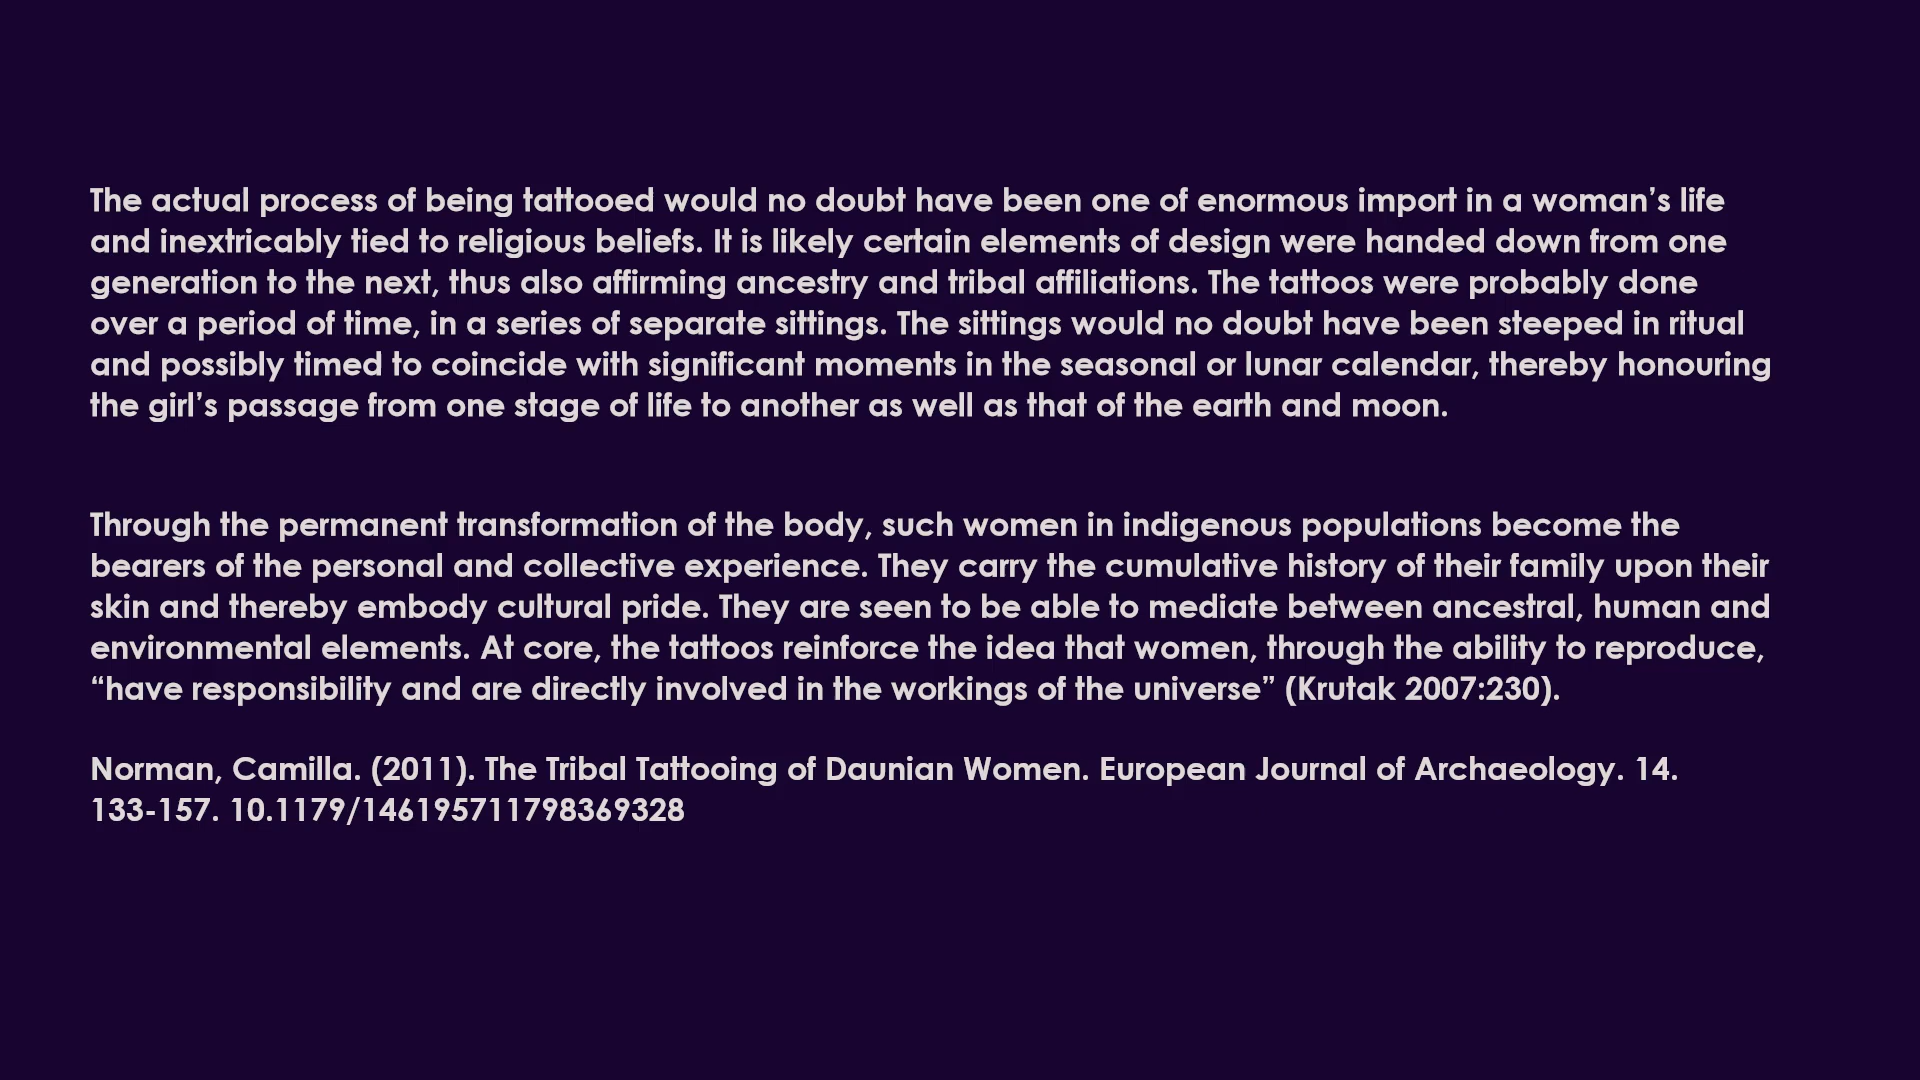 The actual process of being tattooed would no doubt have been one of enormous import in a woman’s life
and inextricably tied to religious beliefs. It is likely certain elements of design were handed down from one
generation to the next, thus also affirming ancestry and tribal affiliations. The tattoos were probably done
over a period of time, in a series of separate sittings. The sittings would no doubt have been steeped in ritual
and possibly timed to coincide with significant moments in the seasonal or lunar calendar, thereby honouring
the girl’s passage from one stage of life to another as well as that of the earth and moon.
Through the permanent transformation of the body, such women in indigenous populations become the
bearers of the personal and collective experience. They carry the cumulative history of their family upon their
skin and thereby embody cultural pride. They are seen to be able to mediate between ancestral, human and
environmental elements. At core, the tattoos reinforce the idea that women, through the ability to reproduce,
“have responsibility and are directly involved in the workings of the universe” (Krutak 2007:230).
Norman, Camilla. (2011). The Tribal Tattooing of Daunian Women. European Journal of Archaeology. 14.
133-157. 10.1179/146195711798369328